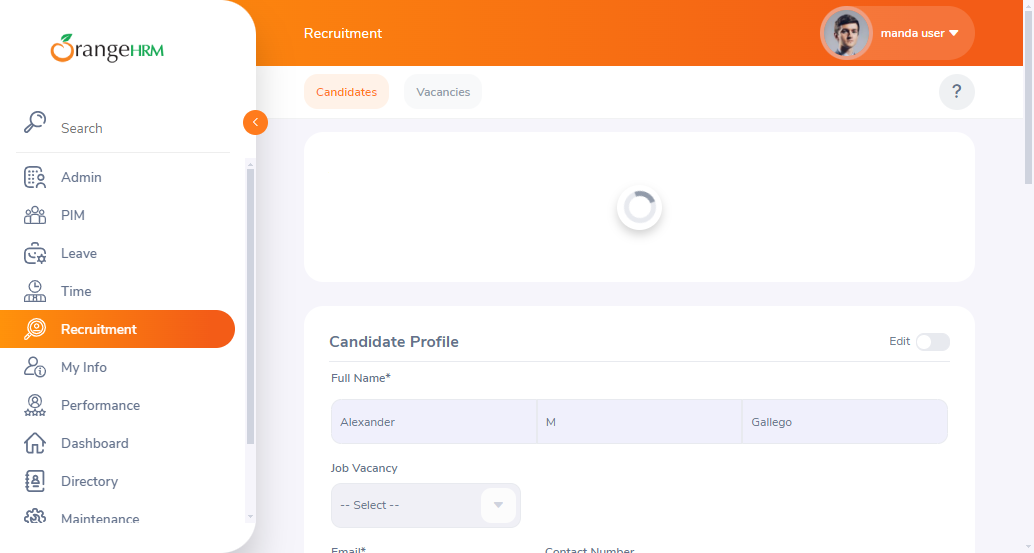 OrangeHRM
Search
Admin
PIM
Leave
Time
Recruitment
My Info
Performance
Dashboard
Directory
Maintenance
Recruitment
manda user
Candidates
Vacancies
?
Candidate Profile
Edit
Full Name*
Alexander
M
Gallego
Job Vacancy
-- Select --
Email*
Contact Number